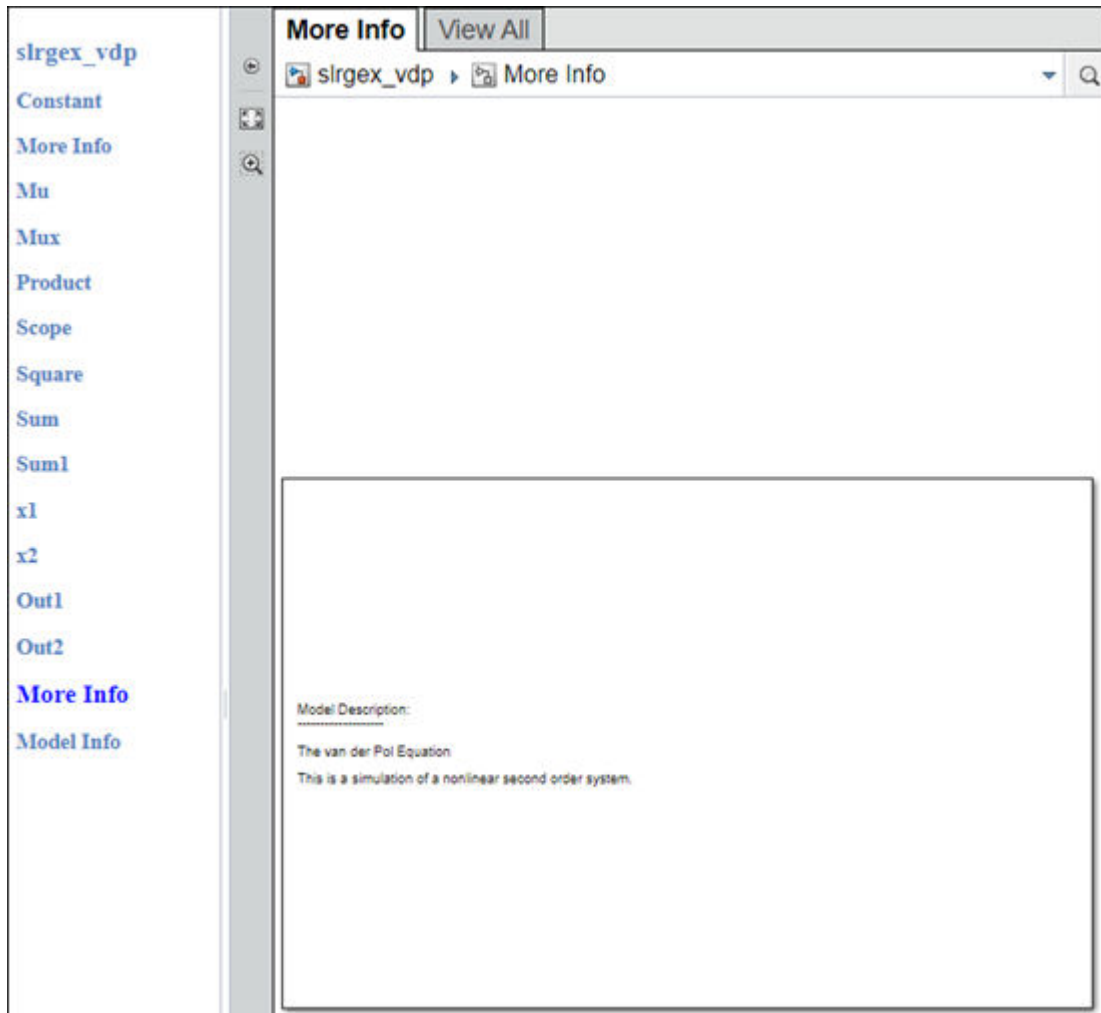 slrgex_vdp
Constant
More Info
Mu
Mux
Product
Scope
Square
Sum
Sum1
x1
x2
Out1
Out2
More Info
Model Info
More Info View All
slrgex_vdp More Info
Model Description:
--------------------
The van der Pol Equation
This is a simulation of a nonlinear second order system.